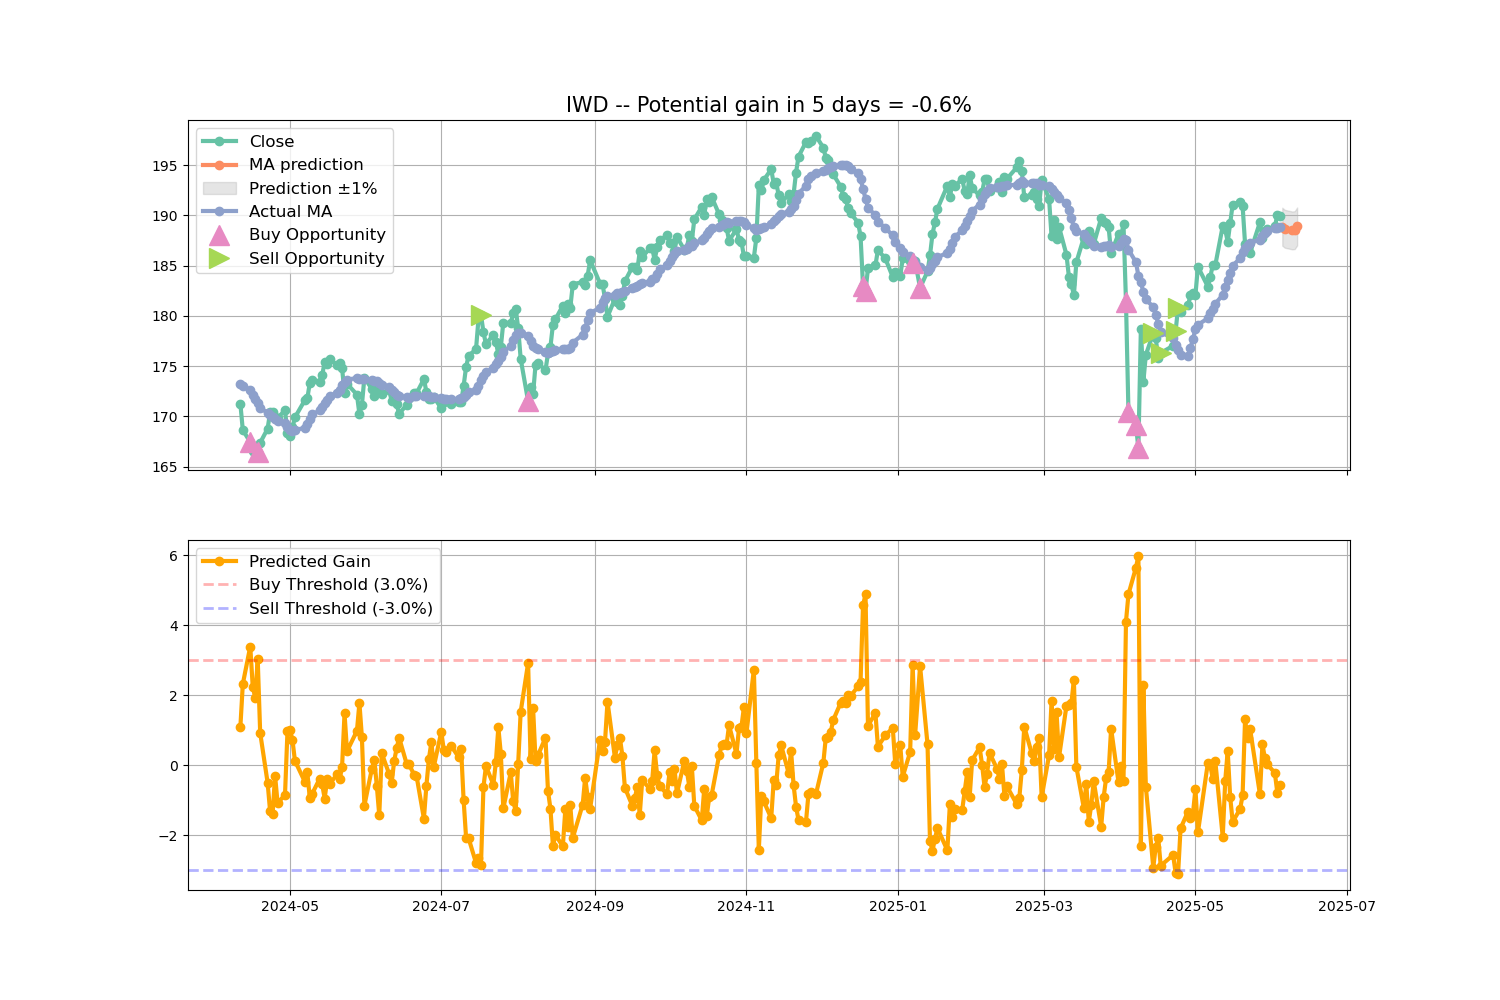 IWD -- Potential gain in 5 days = -0.6%
Close
MA prediction
Prediction ±1%
Actual MA
Buy Opportunity
Sell Opportunity
195
190
185
180
175
170
165
Predicted Gain
Buy Threshold (3.0%)
Sell Threshold (-3.0%)
6
4
2
0
−2
2024-05 2024-07 2024-09 2024-11 2025-01 2025-03 2025-05 2025-07